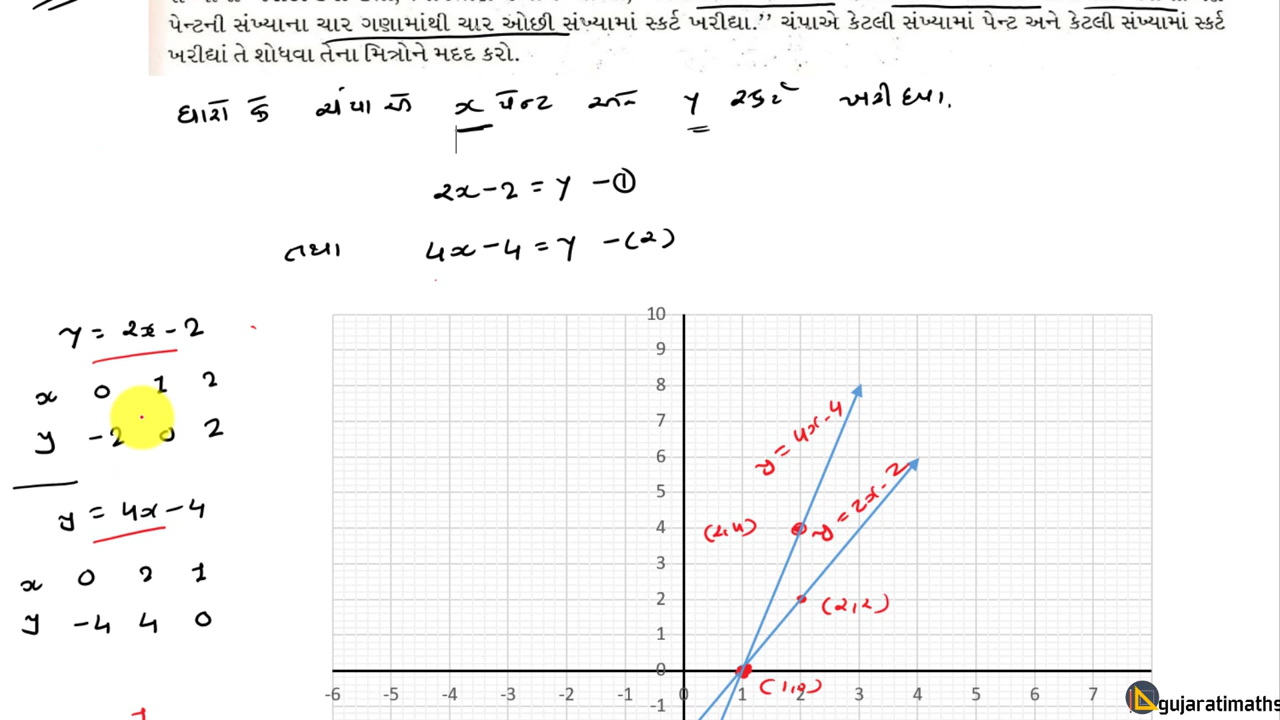 પેન્ટની સંખ્યાના ચાર ગણામાંથી ચાર ઓછી સંખ્યામાં સ્કર્ટ ખરીદ્યા.” ચંપાએ કેટલી સંખ્યામાં પેન્ટ અને કેટલી સંખ્યામાં સ્કર્ટ
ખરીદ્યાં તે શોધવા તેના મિત્રોને મદદ કરો.
ધારો કે ચંપાએ x પેન્ટ અને y સ્કર્ટ ખરીદ્યા.
2x-2 = y -①
તથા 4x-4 = y -(2)
y = 2x-2
x 0 1 2
y -2 0 2
y = 4x-4
x 0 2 1
y -4 4 0
10
9
8
7
6
5
4
3
2
1
0
-1
y = 4x-4
y = 2x-2
(2,4)
(2,2)
(1,0)
-6 -5 -4 -3 -2 -1 0 1 2 3 4 5 6 7
gujaratimaths